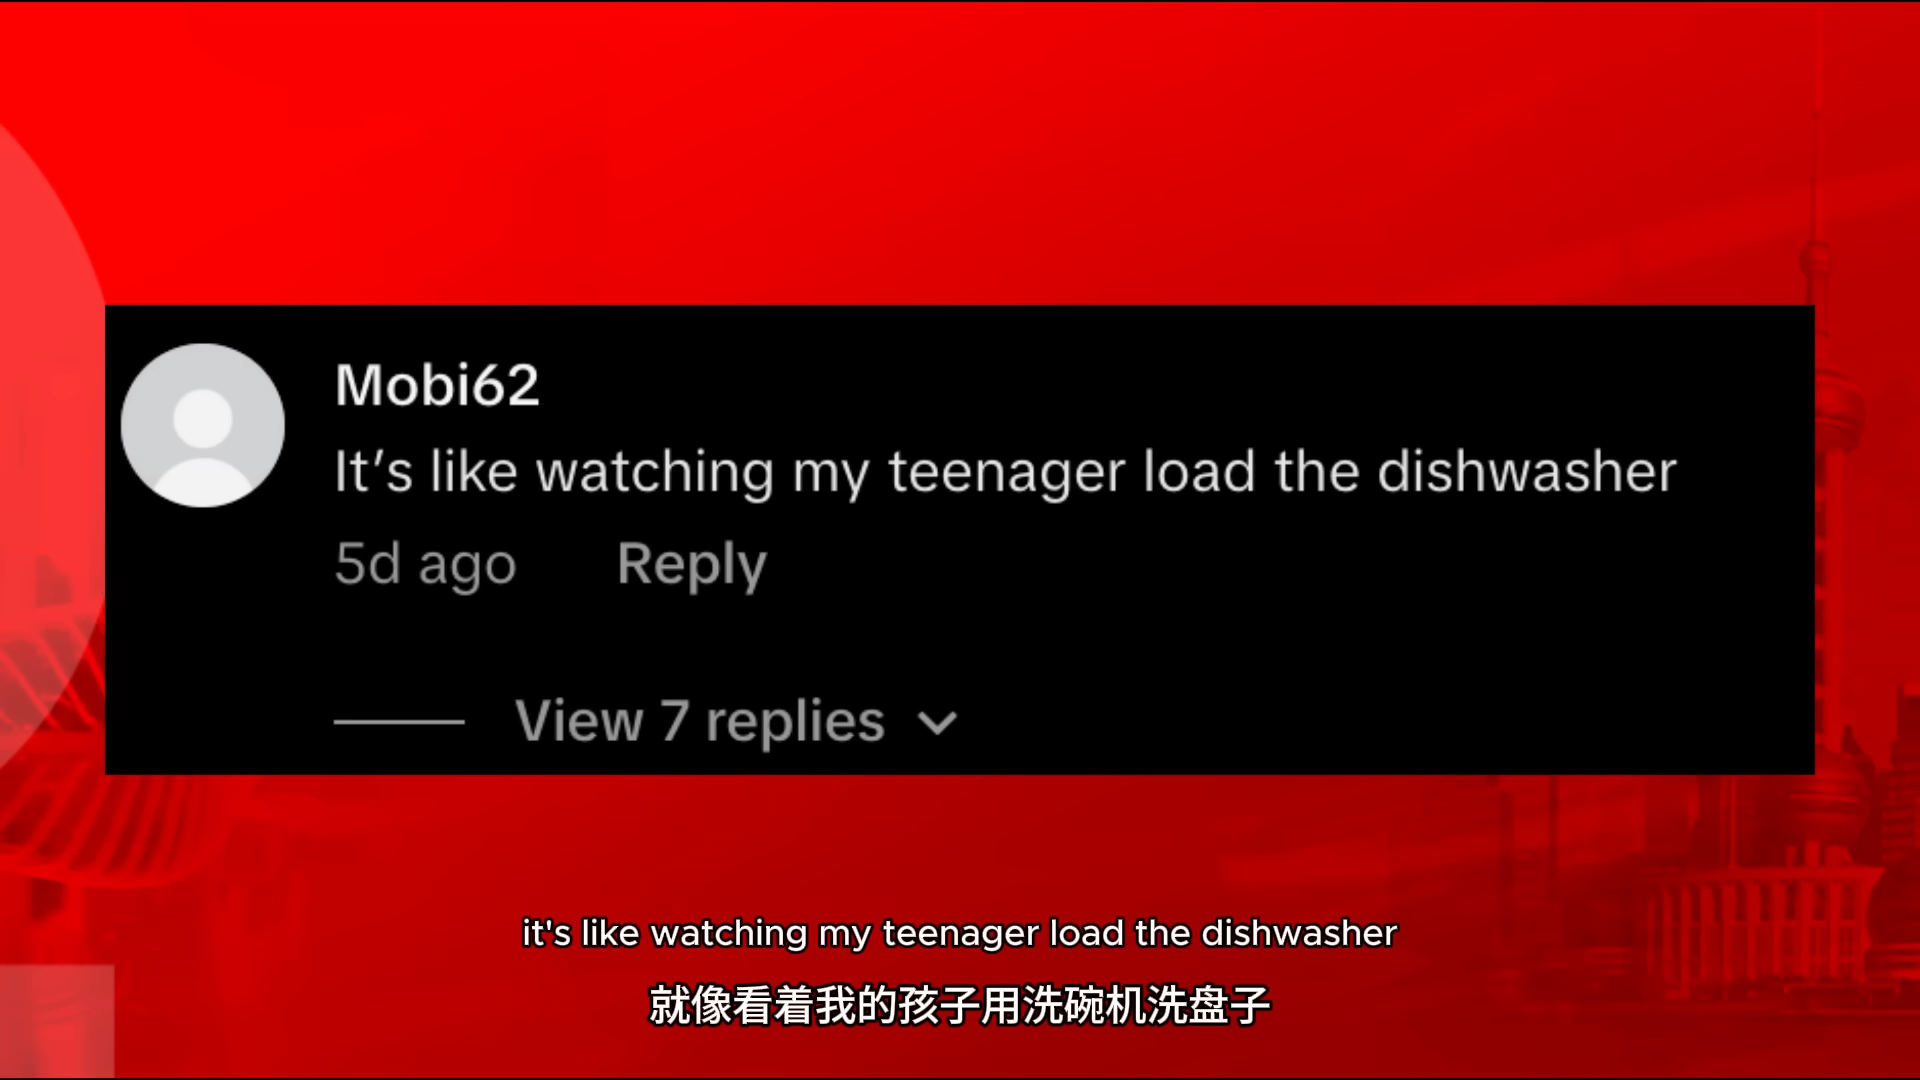 Mobi62
It’s like watching my teenager load the dishwasher
5d ago Reply
View 7 replies
it's like watching my teenager load the dishwasher
就像看着我的孩子用洗碗机洗盘子